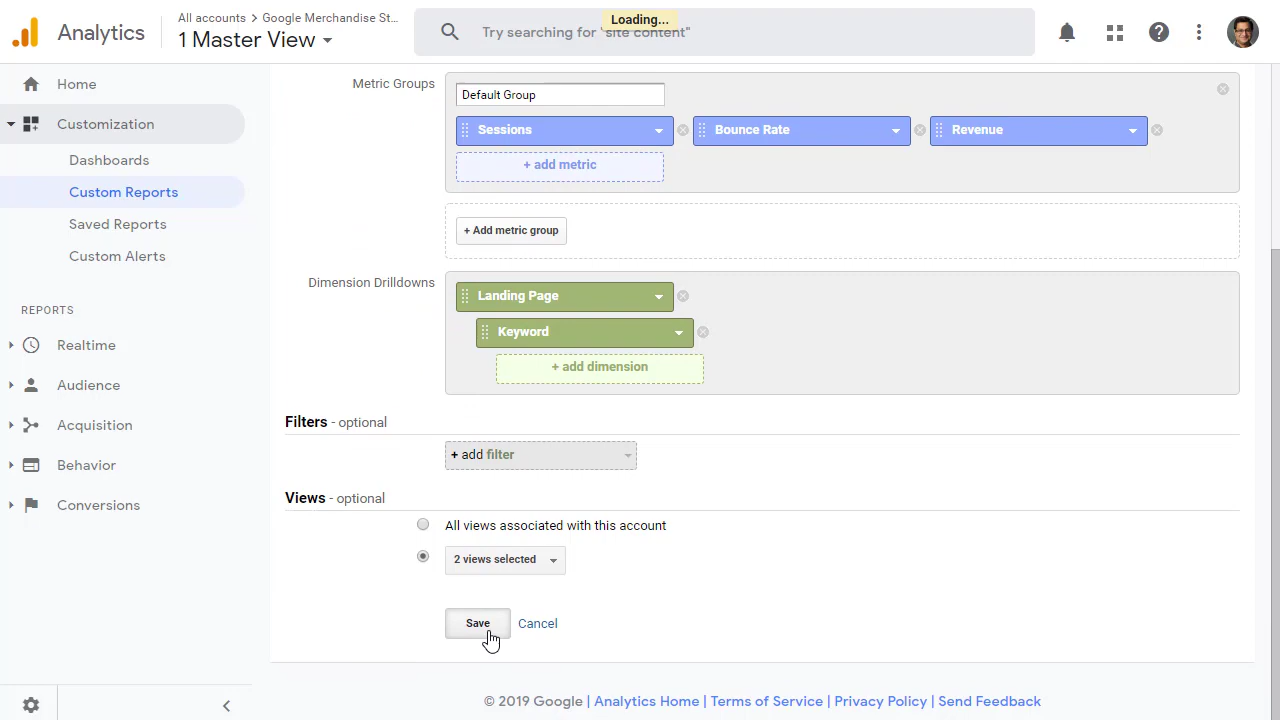 Analytics
All accounts > Google Merchandise St...
1 Master View
Try searching for "site content"
Loading...
Home
Customization
Dashboards
Custom Reports
Saved Reports
Custom Alerts
REPORTS
Realtime
Audience
Acquisition
Behavior
Conversions
Metric Groups
Default Group
Sessions
Bounce Rate
Revenue
+ add metric
+ Add metric group
Dimension Drilldowns
Landing Page
Keyword
+ add dimension
Filters - optional
+ add filter
Views - optional
All views associated with this account
2 views selected
Save
Cancel
© 2019 Google | Analytics Home | Terms of Service | Privacy Policy | Send Feedback